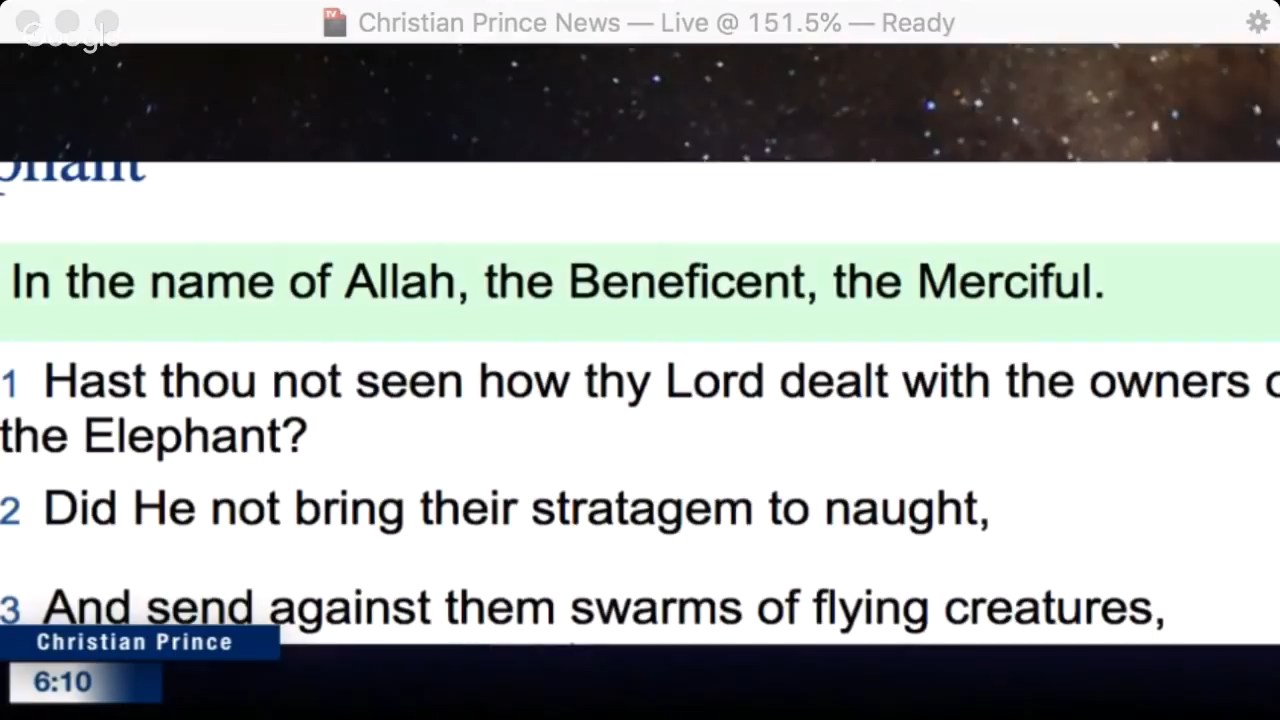 Christian Prince News — Live @ 151.5% — Ready
Google
In the name of Allah, the Beneficent, the Merciful.
1 Hast thou not seen how thy Lord dealt with the owners
the Elephant?
2 Did He not bring their stratagem to naught,
3 And send against them swarms of flying creatures,
Christian Prince
6:10